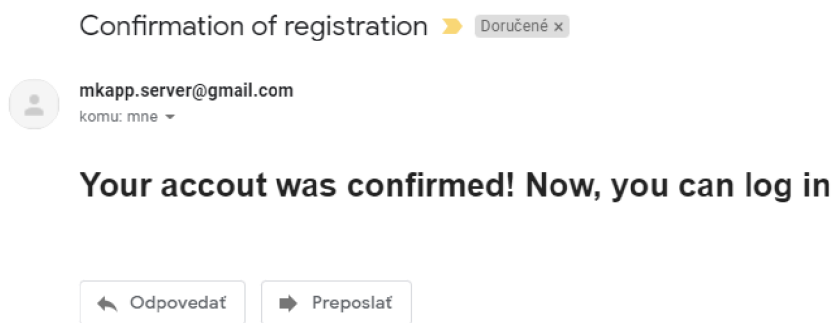 Confirmation of registration Doručené x
mkapp.server@gmail.com
komu: mne
Your accout was confirmed! Now, you can log in
Odpovedať Preposlať